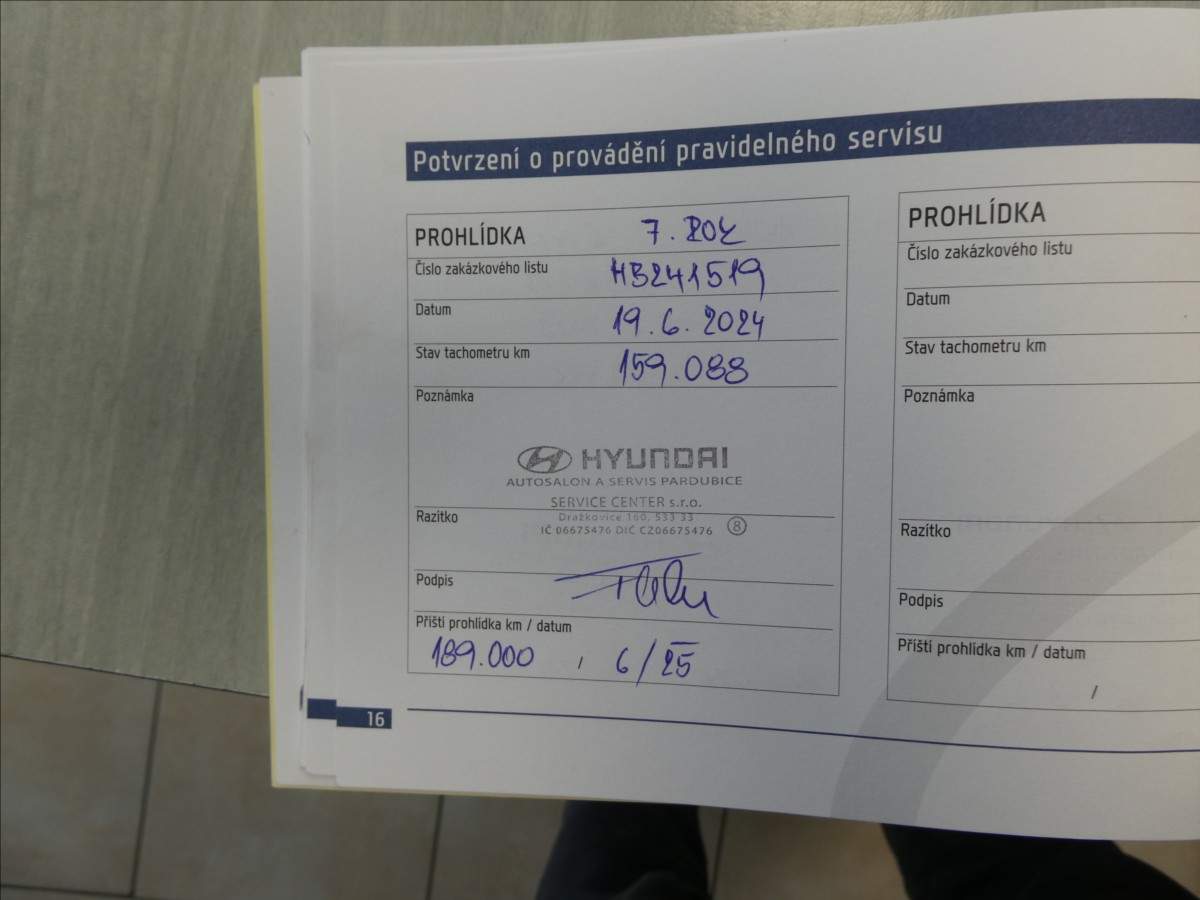 Potvrzení o provádění pravidelného servisu
PROHLÍDKA 7. ROK
Číslo zakázkového listu HB241519
Datum 19.6.2024
Stav tachometru km 159.088
Poznámka
HYUNDAI
AUTOSALON A SERVIS PARDUBICE
SERVICE CENTER s.r.o.
Razítko
Dražkovice 160, 533 33
IČ 06675476 DIČ CZ06675476 8
Podpis
Příští prohlídka km / datum
189.000 / 6/25
16
PROHLÍDKA
Číslo zakázkového listu
Datum
Stav tachometru km
Poznámka
Razítko
Podpis
Příští prohlídka km / datum
/